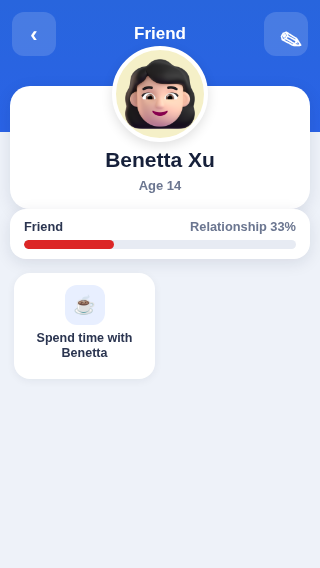 Friend
Benetta Xu
Age 14
Friend
Relationship 33%
Spend time with
Benetta